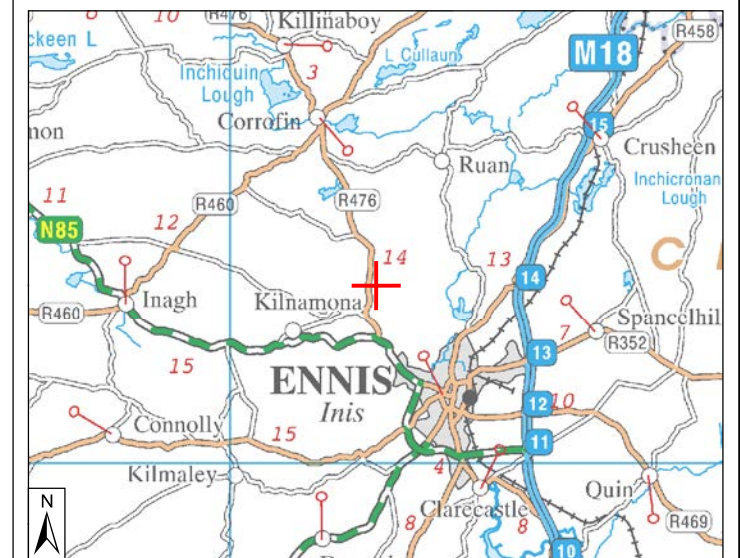 10
R476
Killinaboy
R458
ckeen L
L Cullaun
M18
3
Inchiquin
Lough
Corrofin
15
Crusheen
non
Ruan
Inchicronan
Lough
11
R460
R476
12
N85
14
13
C
14
Inagh
Kilnamona
R460
Spancelhil
7
R352
13
15
ENNIS
Inis
12
10
Connolly
15
11
Kilmaley
4
Quin
Clarecastle
N
8
8
R469
10